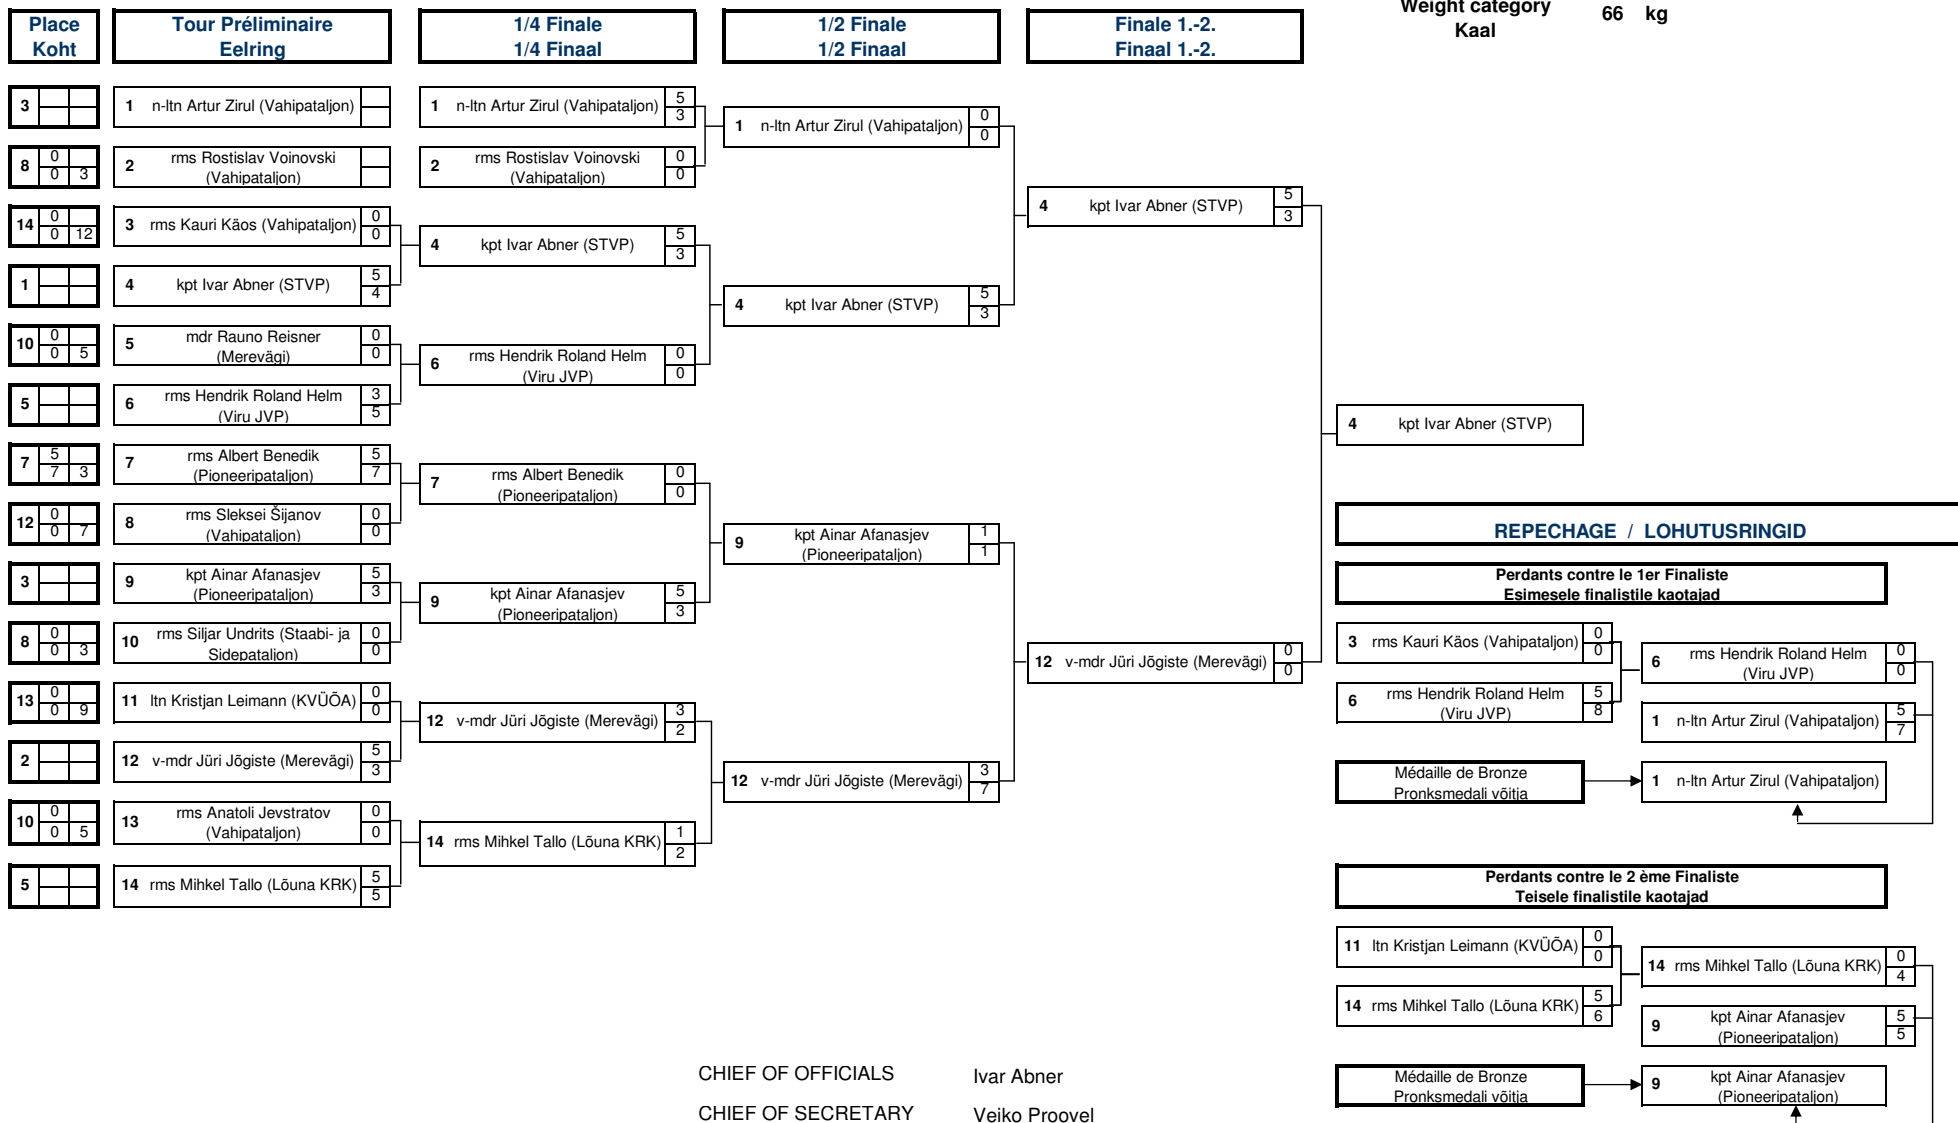 Weight category
Kaal
66 kg
Place
Koht
Tour Préliminaire
Eelring
1/4 Finale
1/4 Finaal
1/2 Finale
1/2 Finaal
Finale 1.-2.
Finaal 1.-2.
3
1 n-ltn Artur Zirul (Vahipataljon)
8 0
0 3
2 rms Rostislav Voinovski
(Vahipataljon)
14 0
0 12
3 rms Kauri Käos (Vahipataljon) 0
0
1
4 kpt Ivar Abner (STVP) 5
4
10 0
0 5
5 mdr Rauno Reisner
(Merevägi) 0
0
5
6 rms Hendrik Roland Helm
(Viru JVP) 3
5
7 5
7 3
7 rms Albert Benedik
(Pioneeripataljon) 5
7
12 0
0 7
8 rms Sleksei Šijanov
(Vahipataljon) 0
0
3
9 kpt Ainar Afanasjev
(Pioneeripataljon) 5
3
8 0
0 3
10 rms Siljar Undrits (Staabi- ja
Sidepataljon) 0
0
13 0
0 9
11 ltn Kristjan Leimann (KVÜÕA) 0
0
2
12 v-mdr Jüri Jõgiste (Merevägi) 5
3
10 0
0 5
13 rms Anatoli Jevstratov
(Vahipataljon) 0
0
5
14 rms Mihkel Tallo (Lõuna KRK) 5
5
1 n-ltn Artur Zirul (Vahipataljon) 5
3
2 rms Rostislav Voinovski
(Vahipataljon) 0
0
4 kpt Ivar Abner (STVP) 5
3
6 rms Hendrik Roland Helm
(Viru JVP) 0
0
7 rms Albert Benedik
(Pioneeripataljon) 0
0
9 kpt Ainar Afanasjev
(Pioneeripataljon) 5
3
12 v-mdr Jüri Jõgiste (Merevägi) 3
2
14 rms Mihkel Tallo (Lõuna KRK) 1
2
1 n-ltn Artur Zirul (Vahipataljon) 0
0
4 kpt Ivar Abner (STVP) 5
3
9 kpt Ainar Afanasjev
(Pioneeripataljon) 1
1
12 v-mdr Jüri Jõgiste (Merevägi) 3
7
4 kpt Ivar Abner (STVP) 5
3
12 v-mdr Jüri Jõgiste (Merevägi) 0
0
4 kpt Ivar Abner (STVP)
REPECHAGE / LOHUTUSRINGID
Perdants contre le 1er Finaliste
Esimesele finalistile kaotajad
3 rms Kauri Käos (Vahipataljon) 0
0
6 rms Hendrik Roland Helm
(Viru JVP) 5
8
6 rms Hendrik Roland Helm
(Viru JVP) 0
0
1 n-ltn Artur Zirul (Vahipataljon) 5
7
Médaille de Bronze
Pronksmedali võitja
1 n-ltn Artur Zirul (Vahipataljon)
Perdants contre le 2 ème Finaliste
Teisele finalistile kaotajad
11 ltn Kristjan Leimann (KVÜÕA) 0
0
14 rms Mihkel Tallo (Lõuna KRK) 5
6
14 rms Mihkel Tallo (Lõuna KRK) 0
4
9 kpt Ainar Afanasjev
(Pioneeripataljon) 5
5
Médaille de Bronze
Pronksmedali võitja
9 kpt Ainar Afanasjev
(Pioneeripataljon)
CHIEF OF OFFICIALS Ivar Abner
CHIEF OF SECRETARY Veiko Proovel